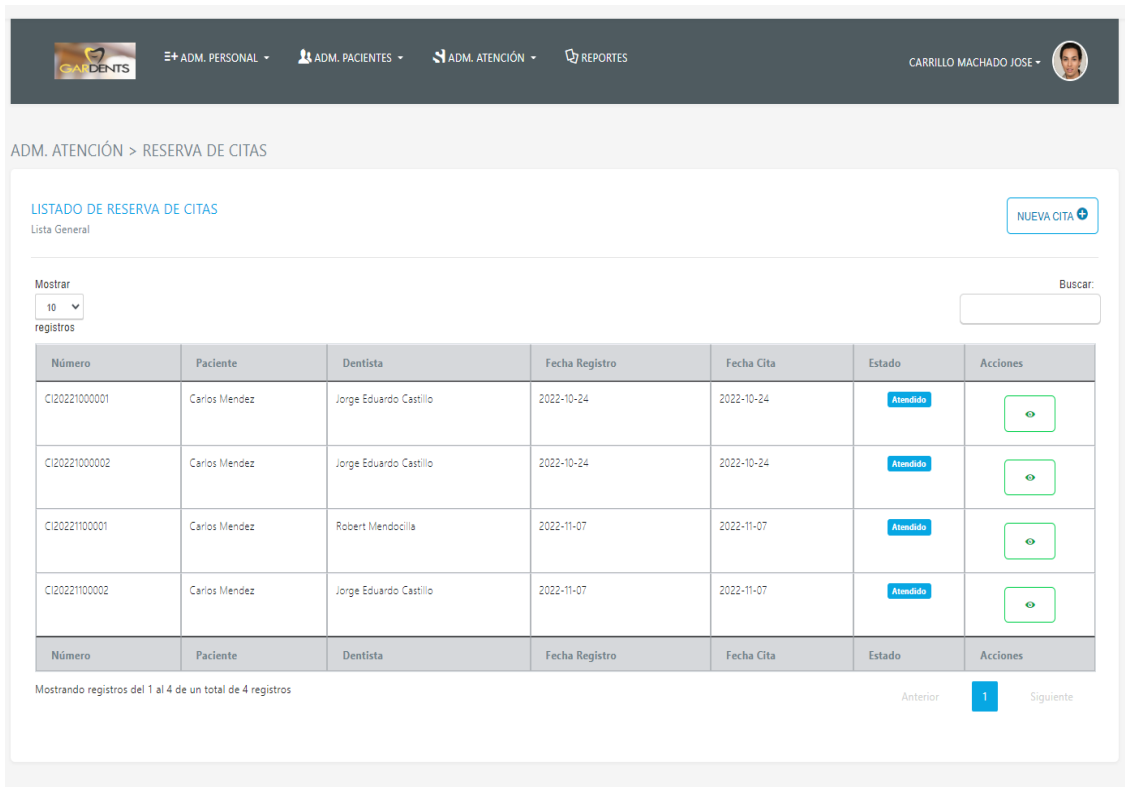 GARDENTS ADM. PERSONAL ADM. PACIENTES ADM. ATENCIÓN REPORTES CARRILLO MACHADO JOSE
ADM. ATENCIÓN > RESERVA DE CITAS
LISTADO DE RESERVA DE CITAS
NUEVA CITA
Lista General
Mostrar
Buscar:
10
registros
Número Paciente Dentista Fecha Registro Fecha Cita Estado Acciones
CI20221000001 Carlos Mendez Jorge Eduardo Castillo 2022-10-24 2022-10-24 Atendido
CI20221000002 Carlos Mendez Jorge Eduardo Castillo 2022-10-24 2022-10-24 Atendido
CI20221100001 Carlos Mendez Robert Mendocilla 2022-11-07 2022-11-07 Atendido
CI20221100002 Carlos Mendez Jorge Eduardo Castillo 2022-11-07 2022-11-07 Atendido
Número Paciente Dentista Fecha Registro Fecha Cita Estado Acciones
Mostrando registros del 1 al 4 de un total de 4 registros
Anterior 1 Siguiente